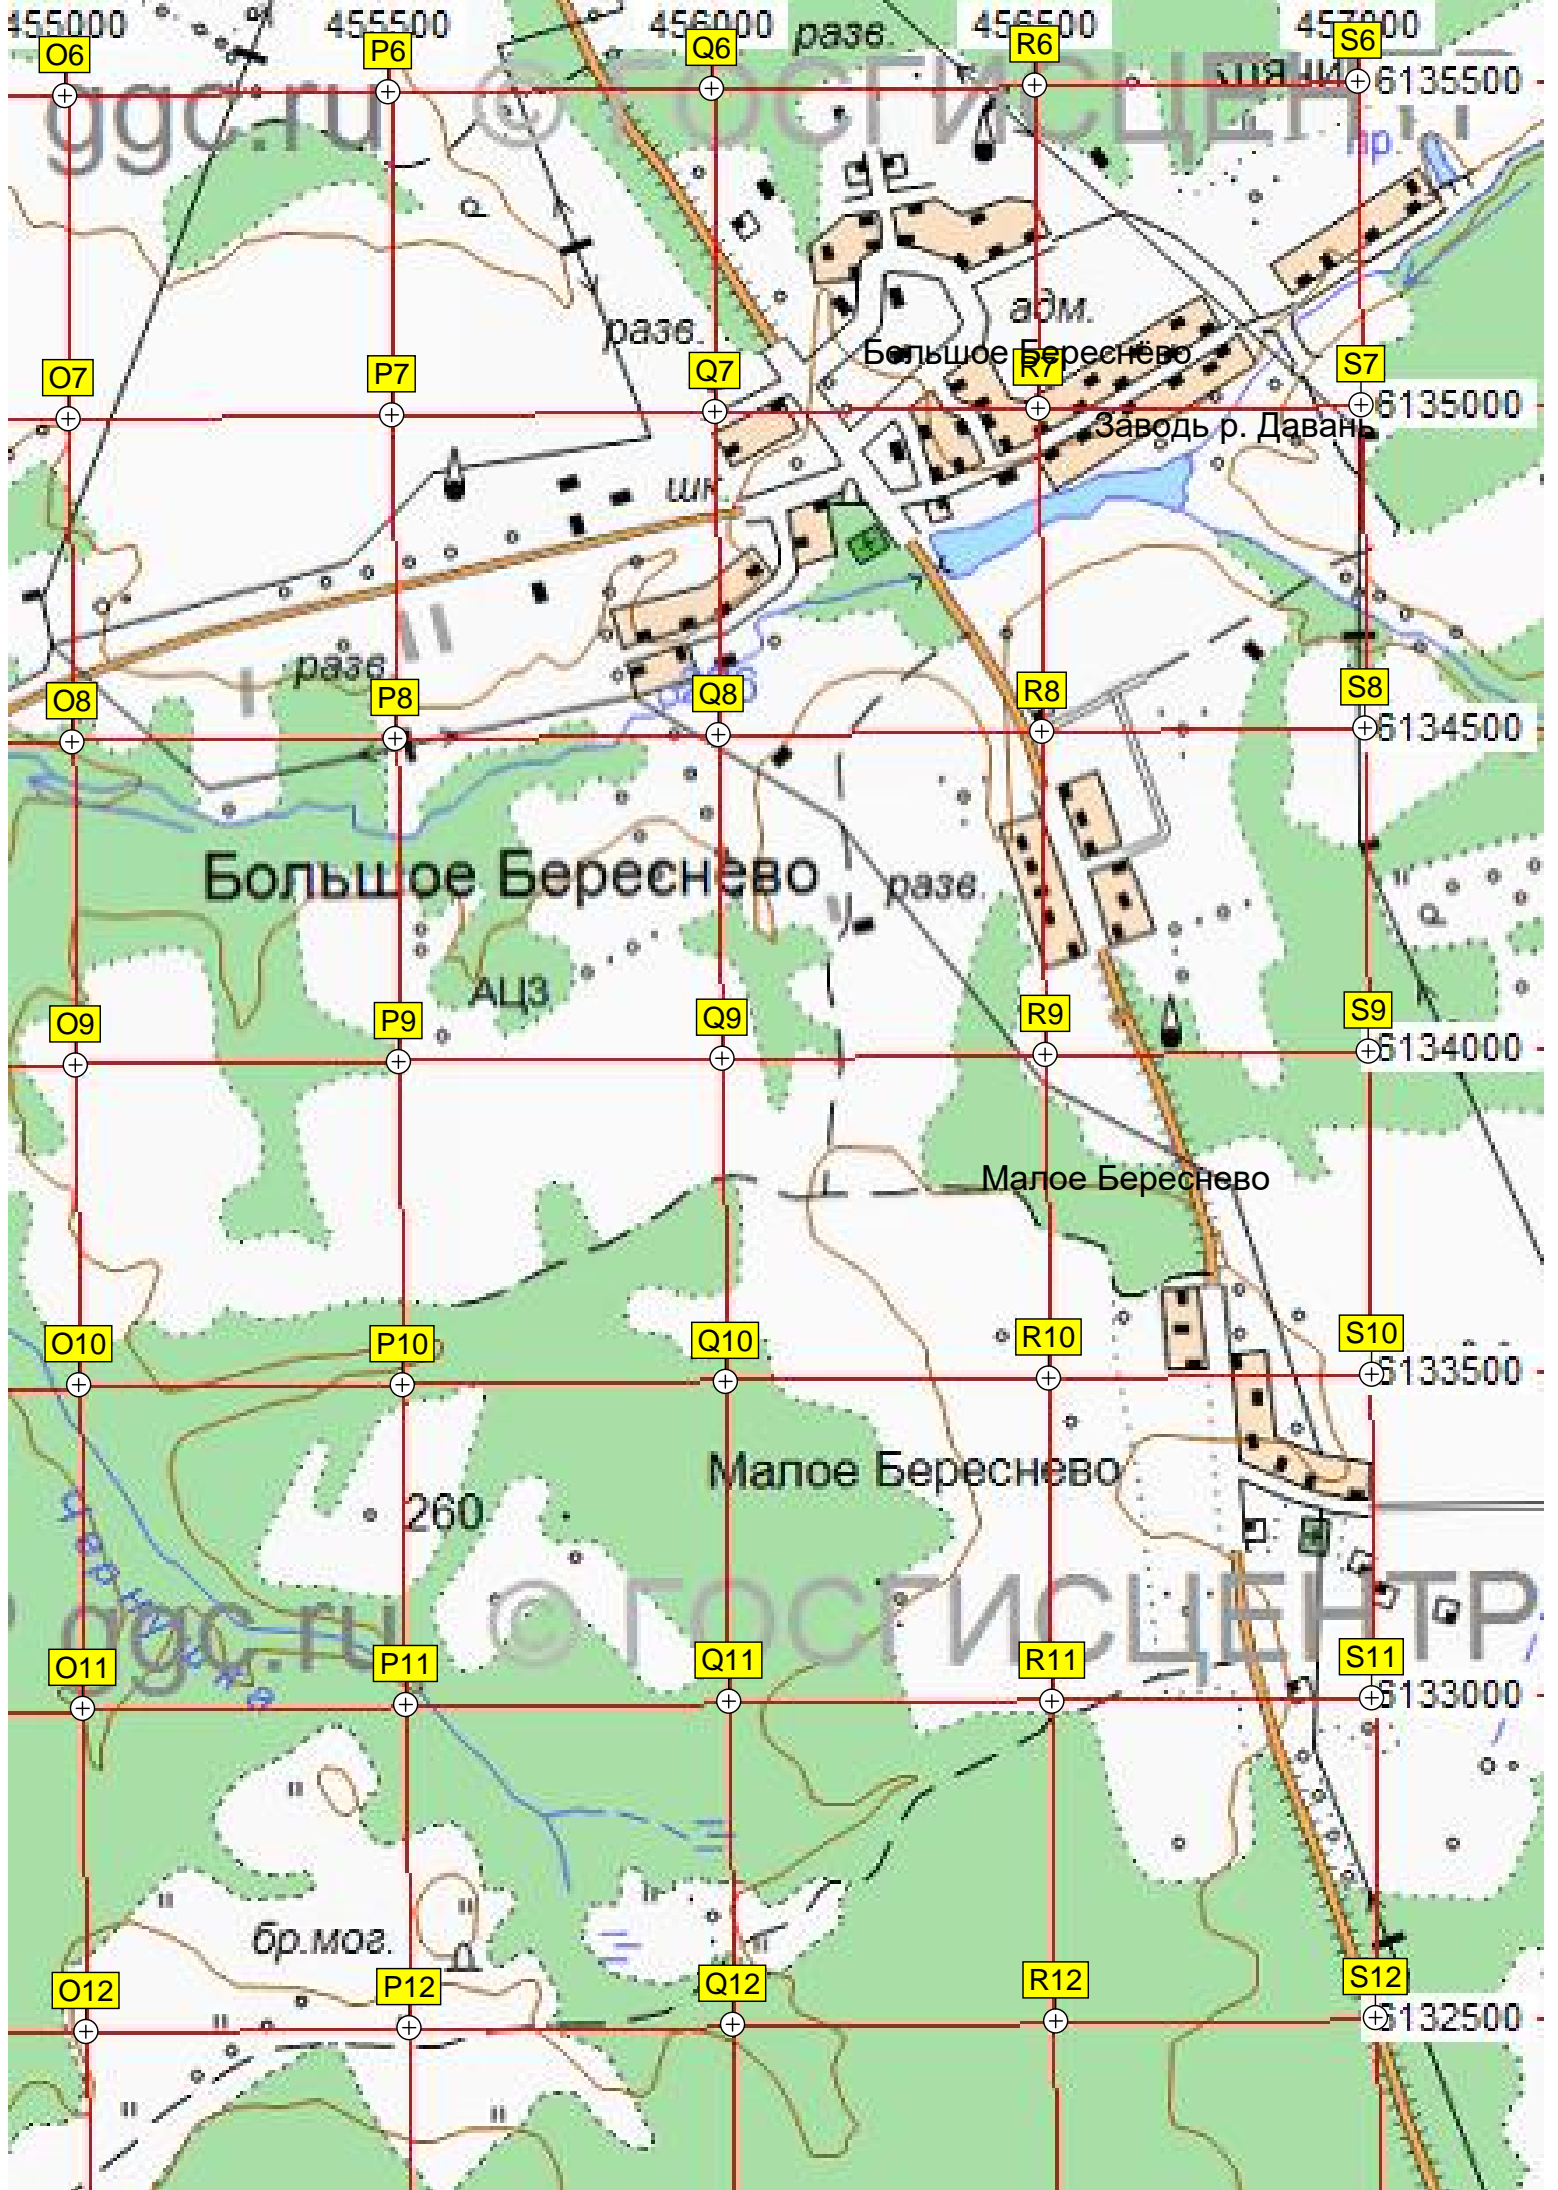 455000 455500 456000 456500 457000
разв.
O6 P6 Q6 R6 S6
6135500
ggc.ru © ГОСГИСЦЕНТР
пр.
адм.
разв.
Большое Береснёво
O7 P7 Q7 R7 S7
6135000
Заводь р. Давань
шк.
разв.
O8 P8 Q8 R8 S8
6134500
Большое Береснево
разв.
АЦЗ
O9 P9 Q9 R9 S9
6134000
Малое Береснево
O10 P10 Q10 R10 S10
6133500
Малое Береснево
260
ggc.ru © ГОСГИСЦЕНТР
O11 P11 Q11 R11 S11
6133000
бр.мог.
O12 P12 Q12 R12 S12
6132500